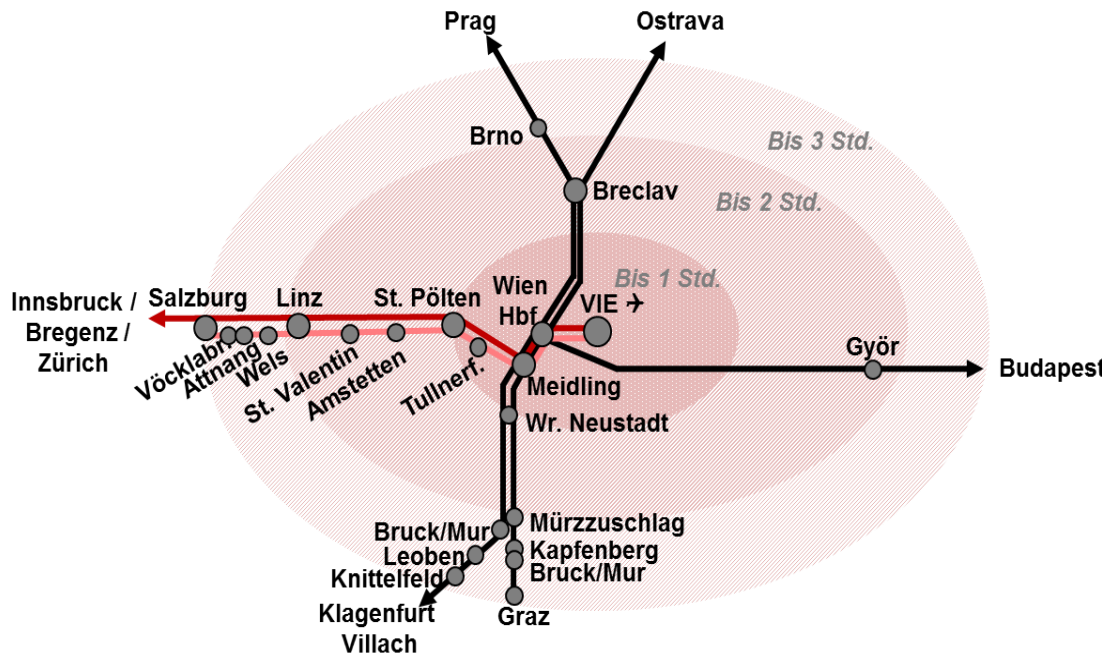 Prag
Ostrava
Brno
Bis 3 Std.
Breclav
Bis 2 Std.
Wien
Hbf
Bis 1 Std.
VIE ✈
Innsbruck /
Bregenz /
Zürich
Salzburg
Linz
St. Pölten
Vöcklabr.
Attnang
Wels
St. Valentin
Amstetten
Tullnerf.
Meidling
Györ
Budapest
Wr. Neustadt
Bruck/Mur
Leoben
Knittelfeld
Klagenfurt
Villach
Mürzzuschlag
Kapfenberg
Bruck/Mur
Graz